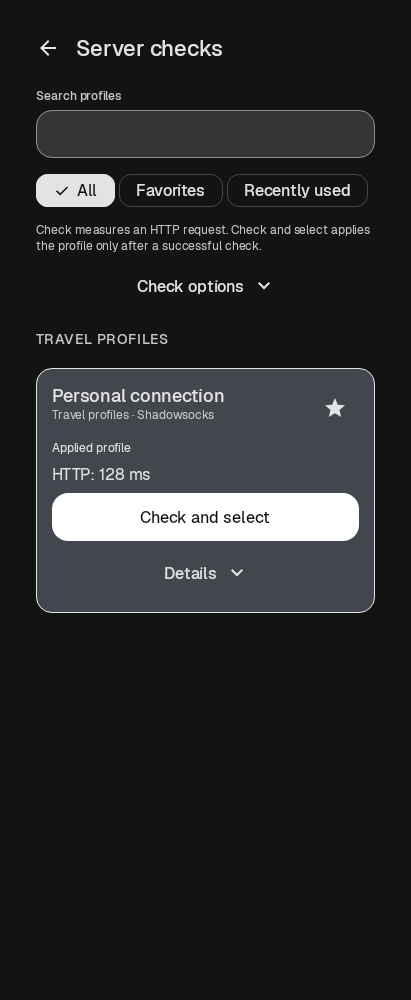 Server checks
Search profiles
All
Favorites
Recently used
Check measures an HTTP request. Check and select applies
the profile only after a successful check.
Check options
TRAVEL PROFILES
Personal connection
Travel profiles · Shadowsocks
Applied profile
HTTP: 128 ms
Check and select
Details